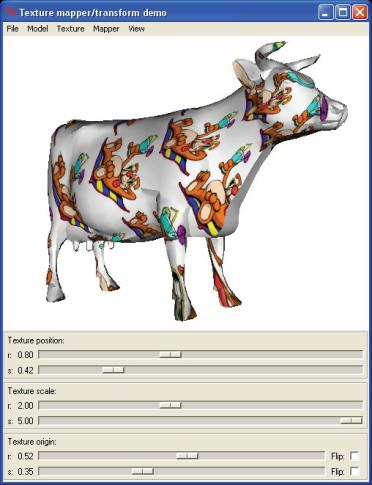 Texture mapper/transform demo
File Model Texture Mapper View
Texture position:
r: 0.80
s: 0.42
Texture scale:
r: 2.00
s: 5.00
Texture origin:
r: 0.52 Flip:
s: 0.35 Flip: